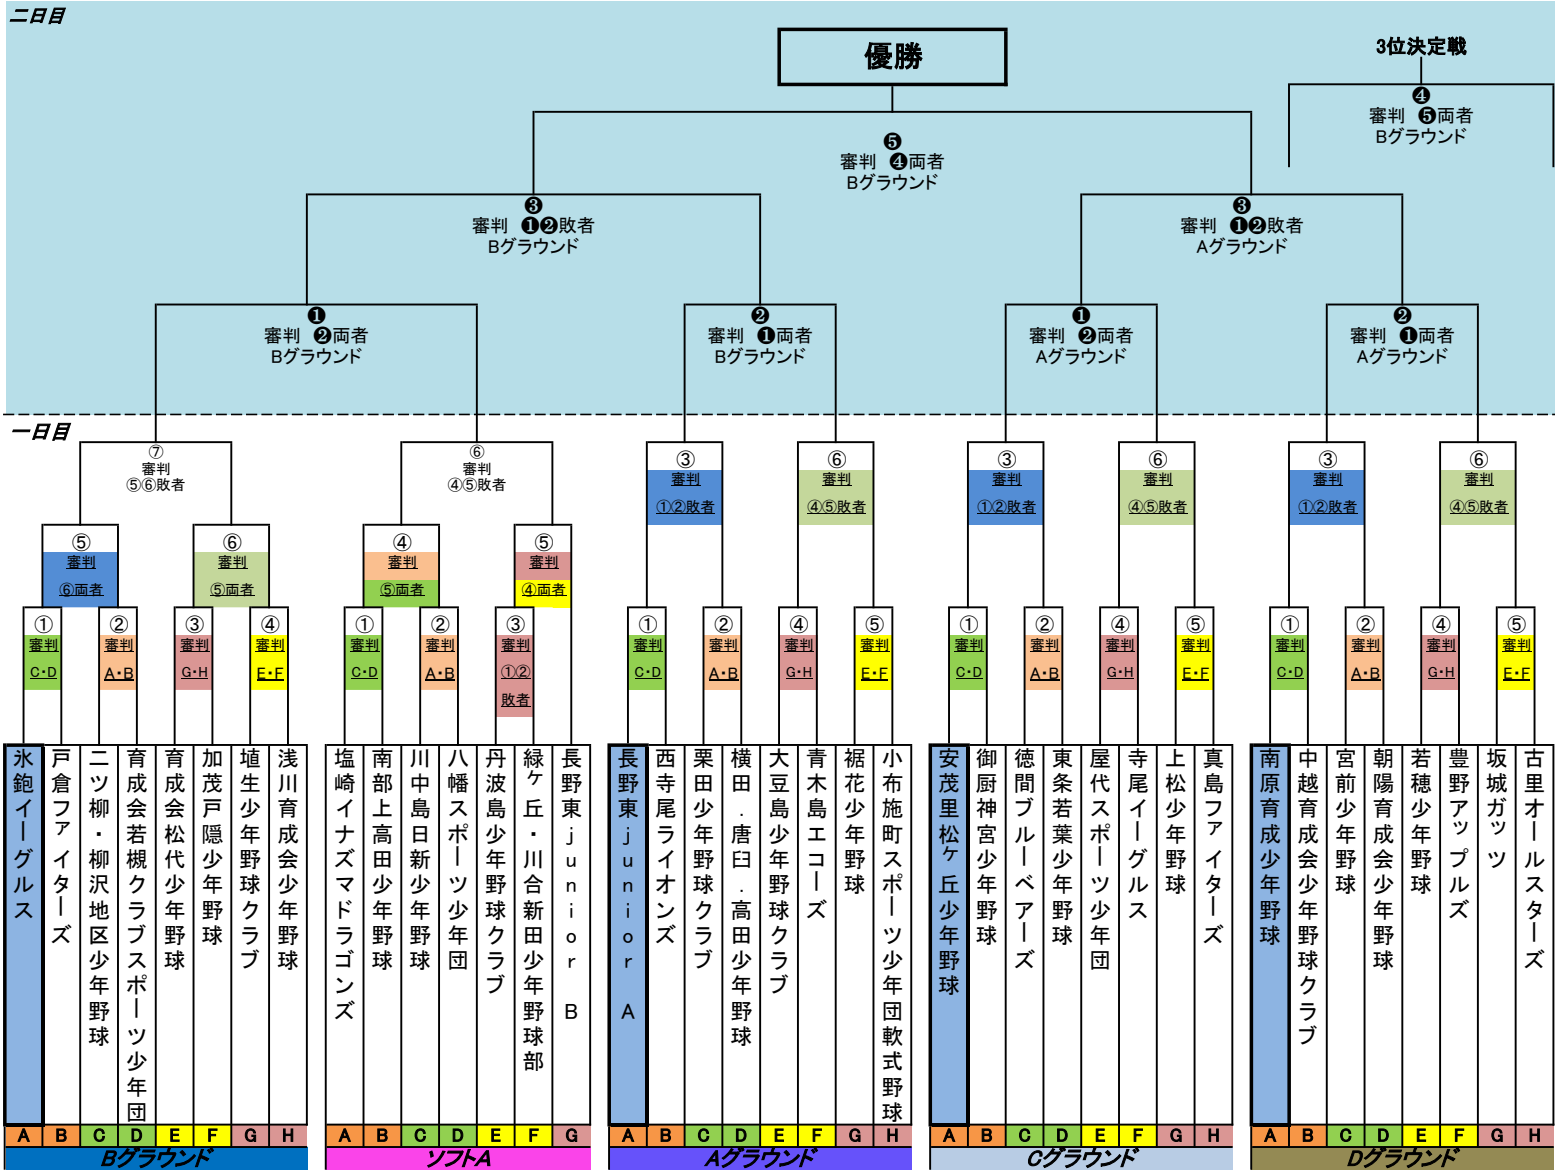 二日目
優勝
3位決定戦
❹
審判 ❺両者
Bグラウンド
❺
審判 ❹両者
Bグラウンド
❸
審判 ❶❷敗者
Bグラウンド
❸
審判 ❶❷敗者
Aグラウンド
❶
審判 ❷両者
Bグラウンド
❷
審判 ❶両者
Bグラウンド
❶
審判 ❷両者
Aグラウンド
❷
審判 ❶両者
Aグラウンド
一日目
⑦
審判
⑤⑥敗者
⑥
審判
④⑤敗者
③
審判
①②敗者
⑥
審判
④⑤敗者
③
審判
①②敗者
⑥
審判
④⑤敗者
③
審判
①②敗者
⑥
審判
④⑤敗者
⑤
審判
⑥両者
⑥
審判
⑤両者
④
審判
⑤両者
⑤
審判
④両者
①
審判
C・D
②
審判
A・B
③
審判
G・H
④
審判
E・F
①
審判
C・D
②
審判
A・B
③
審判
①②
敗者
①
審判
C・D
②
審判
A・B
④
審判
G・H
⑤
審判
E・F
①
審判
C・D
②
審判
A・B
④
審判
G・H
⑤
審判
E・F
①
審判
C・D
②
審判
A・B
④
審判
G・H
⑤
審判
E・F
氷鉋イーグルス
戸倉ファイターズ
二ツ柳・柳沢地区少年野球
育成会若槻クラブスポーツ少年団
育成会松代少年野球
加茂戸隠少年野球
埴生少年野球クラブ
浅川育成会少年野球
塩崎イナズマドラゴンズ
南部上高田少年野球
川中島日新少年野球
八幡スポーツ少年団
丹波島少年野球クラブ
緑ケ丘・川合新田少年野球部
長野東junior B
長野東junior A
西寺尾ライオンズ
栗田少年野球クラブ
横田．唐臼．高田少年野球
大豆島少年野球クラブ
青木島エコーズ
裾花少年野球
小布施町スポーツ少年団軟式野球
安茂里松ケ丘少年野球
御厨神宮少年野球
徳間ブルーベアーズ
東条若葉少年野球
屋代スポーツ少年団
寺尾イーグルス
上松少年野球
真島ファイターズ
南原育成少年野球
中越育成会少年野球クラブ
宮前少年野球
朝陽育成会少年野球
若穂少年野球
豊野アップルズ
坂城ガッツ
古里オールスターズ
A B C D E F G H
A B C D E F G
A B C D E F G H
A B C D E F G H
A B C D E F G H
Bグラウンド
ソフトA
Aグラウンド
Cグラウンド
Dグラウンド